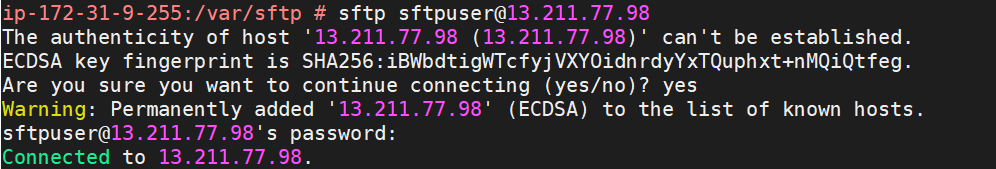 ip-172-31-9-255:/var/sftp # sftp sftpuser@13.211.77.98
The authenticity of host '13.211.77.98 (13.211.77.98)' can't be established.
ECDSA key fingerprint is SHA256:iBWbdtigWTcfyjVXYOidnrdyYxTQuphxt+nMQiQtfeg.
Are you sure you want to continue connecting (yes/no)? yes
Warning: Permanently added '13.211.77.98' (ECDSA) to the list of known hosts.
sftpuser@13.211.77.98's password:
Connected to 13.211.77.98.